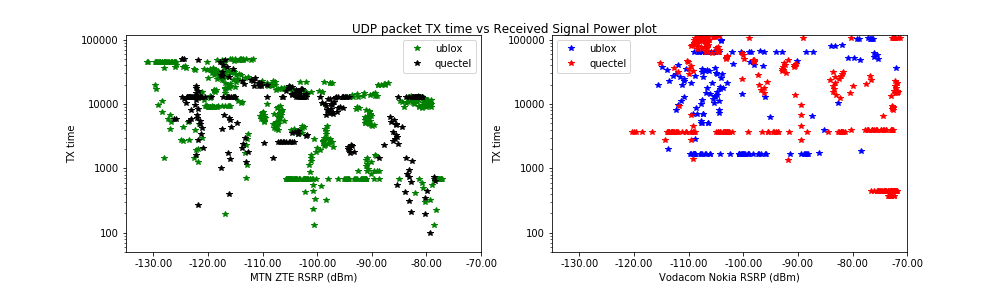 UDP packet TX time vs Received Signal Power plot
100000
10000
1000
100
TX time
-130.00 -120.00 -110.00 -100.00 -90.00 -80.00 -70.00
MTN ZTE RSRP (dBm)
ublox
quectel
100000
10000
1000
100
TX time
-130.00 -120.00 -110.00 -100.00 -90.00 -80.00 -70.00
Vodacom Nokia RSRP (dBm)
ublox
quectel